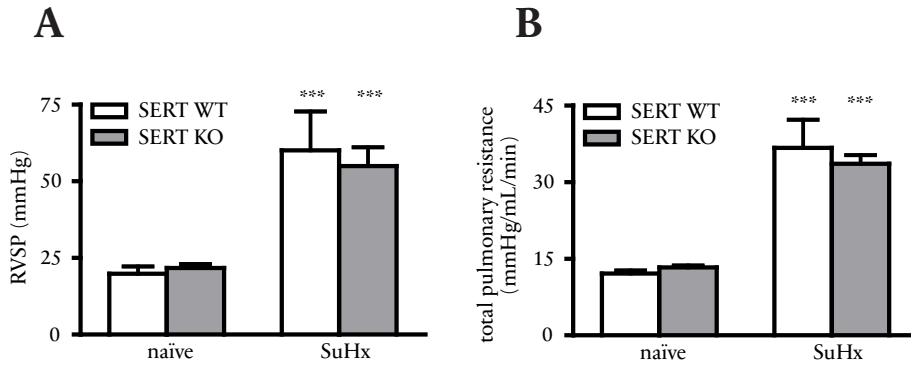 A
75
50
25
0
RVSP (mmHg)
SERT WT
SERT KO
***
***
naïve
SuHx
B
45
30
15
0
total pulmonary resistance
(mmHg/mL/min)
SERT WT
SERT KO
***
***
naïve
SuHx